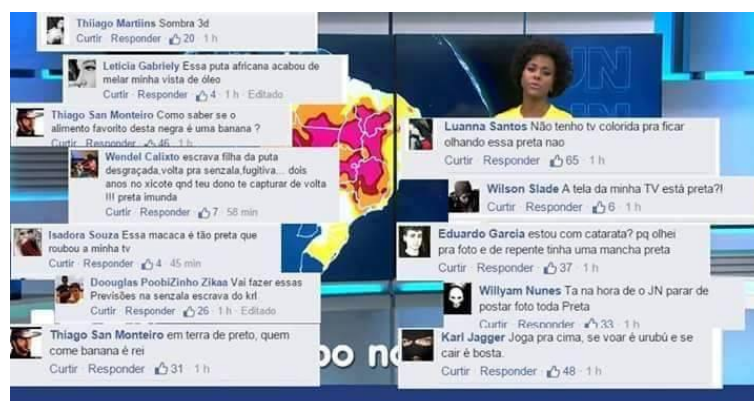 Thiago Martiins Sombra 3d
Curtir Responder 20 · 1 h
Leticia Gabriely Essa puta africana acabou de
melar minha vista de óleo
Curtir · Responder · 4 · 1 h · Editado
Thiago San Monteiro Como saber se o
alimento favorito desta negra é uma banana ?
Curtir · Responder · 46 · 1 h
Wendel Calixto escrava filha da puta
desgraçada,volta pra senzala,fugitiva... dois
anos no xicote qnd teu dono te capturar de volta
!!! preta imunda
Curtir · Responder · 7 · 58 min
Isadora Souza Essa macaca é tão preta que
roubou a minha tv
Curtir · Responder · 4 · 45 min
Doouglas PoobiZinho Zikaa Vai fazer essas
Previsões na senzala escrava do krl
Curtir · Responder · 26 · 1 h · Editado
Thiago San Monteiro em terra de preto, quem
come banana é rei
Curtir · Responder · 31 · 1 h
JN
Luanna Santos Não tenho tv colorida pra ficar
olhando essa preta nao
Curtir · Responder · 65 · 1 h
Wilson Slade A tela da minha TV está preta?!
Curtir · Responder · 6 · 1 h
Eduardo Garcia estou com catarata? pq olhei
pra foto e de repente tinha uma mancha preta
Curtir · Responder · 37 · 1 h
Willyam Nunes Ta na hora de o JN parar de
postar foto toda Preta
Curtir · Responder · 33 · 1 h
Karl Jagger Joga pra cima, se voar é urubú e se
cair é bosta.
Curtir · Responder · 48 · 1 h